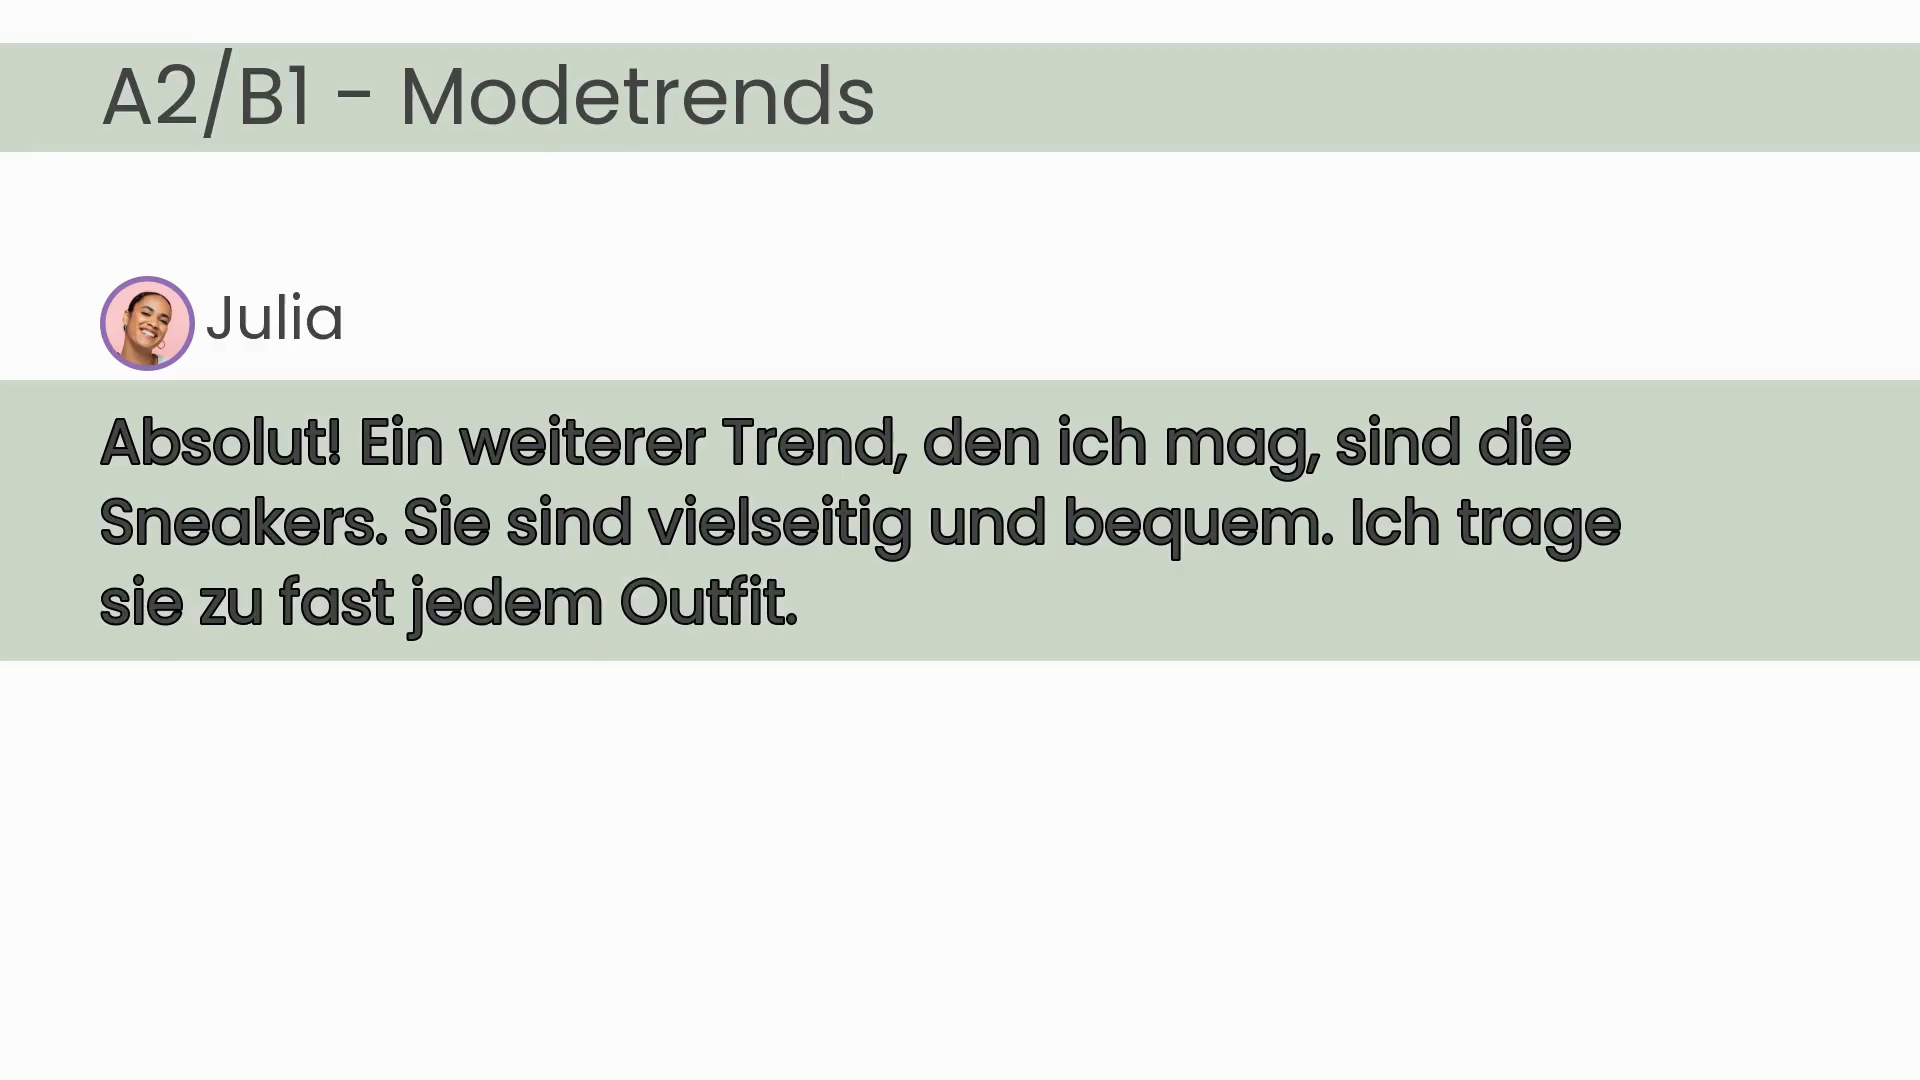 A2/B1 - Modetrends
Julia
Absolut! Ein weiterer Trend, den ich mag, sind die
Sneakers. Sie sind vielseitig und bequem. Ich trage
sie zu fast jedem Outfit.